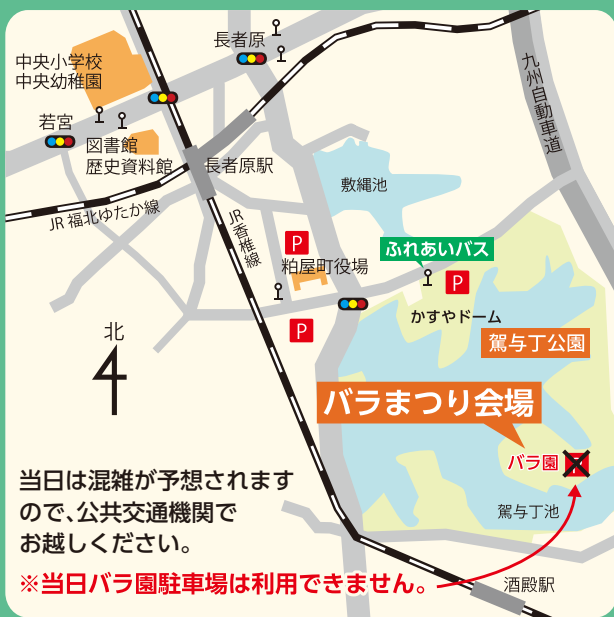 長者原
中央小学校
中央幼稚園
若宮
図書館
歴史資料館
長者原駅
九州自動車道
敷縄池
JR 福北ゆたか線
JR香椎線
P
粕屋町役場
ふれあいバス
P
かすやドーム
P
北
駕与丁公園
バラまつり会場
バラ園
駕与丁池
当日は混雑が予想されます
ので、公共交通機関で
お越しください。
※当日バラ園駐車場は利用できません。
酒殿駅